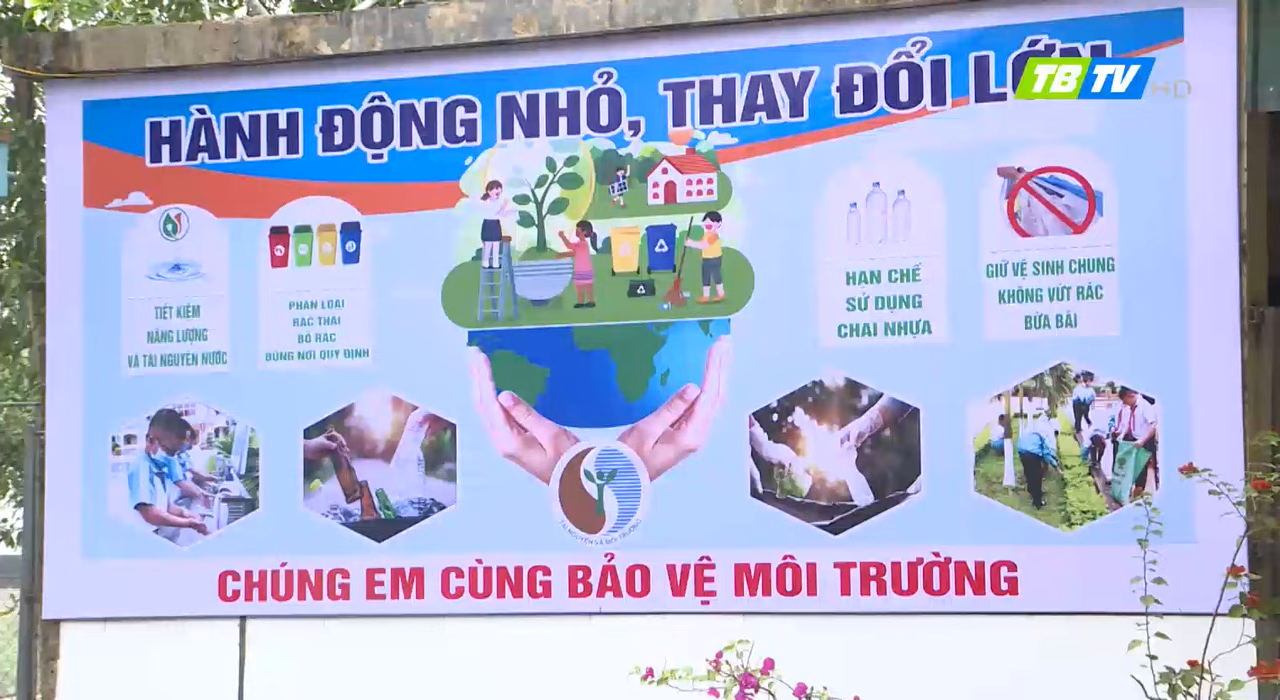 HÀNH ĐỘNG NHỎ, THAY ĐỔI LỚN
TBTV HD
TIẾT KIỆM
NĂNG LƯỢNG
VÀ TÀI NGUYÊN NƯỚC
PHÂN LOẠI
RÁC THẢI
BỎ RÁC
ĐÚNG NƠI QUY ĐỊNH
HẠN CHẾ
SỬ DỤNG
CHAI NHỰA
GIỮ VỆ SINH CHUNG
KHÔNG VỨT RÁC
BỪA BÃI
TÀI NGUYÊN VÀ MÔI TRƯỜNG
CHÚNG EM CÙNG BẢO VỆ MÔI TRƯỜNG